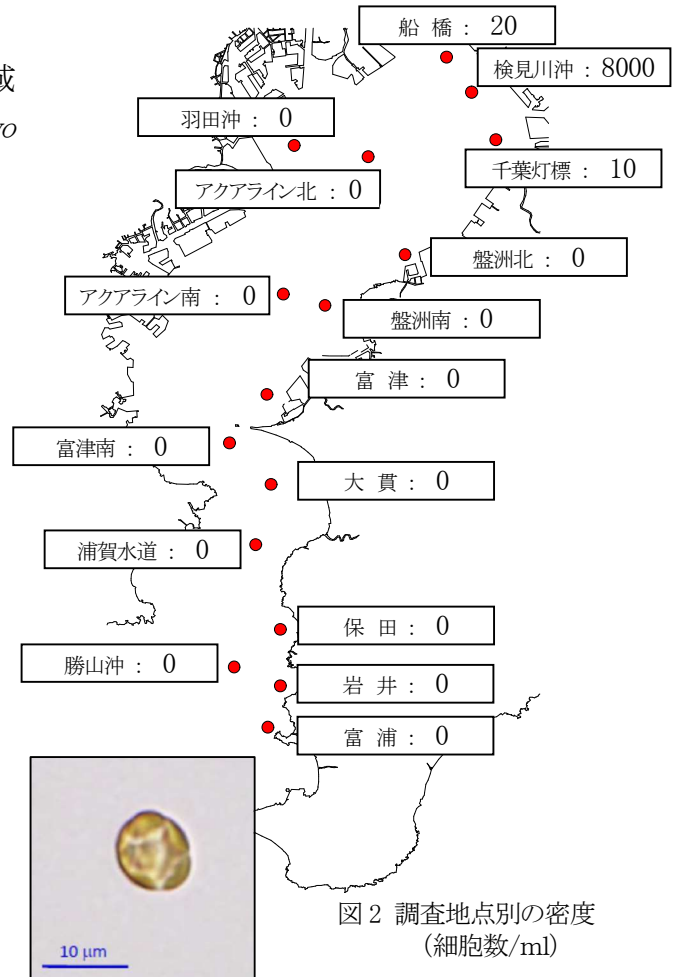 域
船 橋 : 20
検見川沖 : 8000
羽田沖 : 0
千葉灯標 : 10
アクアライン北 : 0
盤洲北 : 0
アクアライン南 : 0
盤洲南 : 0
富 津 : 0
富津南 : 0
大 貫 : 0
浦賀水道 : 0
保 田 : 0
勝山沖 : 0
岩 井 : 0
富 浦 : 0
10 μm
図2 調査地点別の密度
(細胞数/ml)